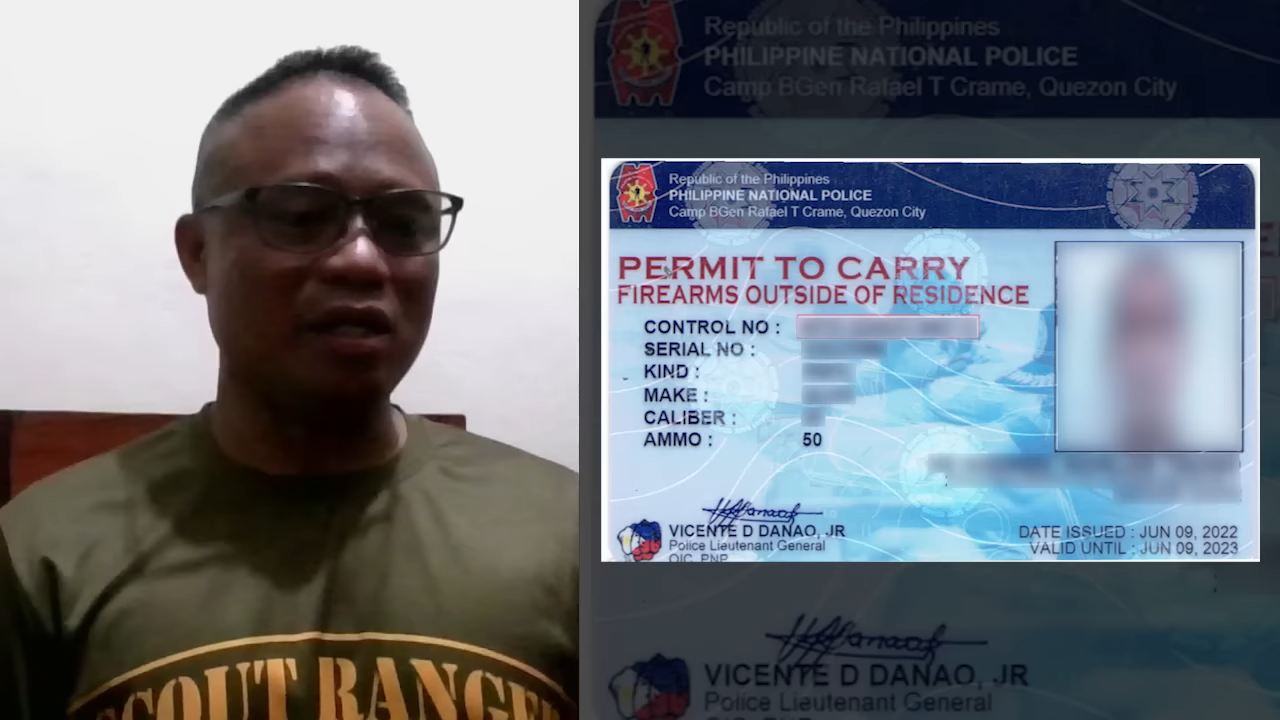 SCOUT RANGER
Republic of the Philippines
PHILIPPINE NATIONAL POLICE
Camp BGen Rafael T Crame, Quezon City
Republic of the Philippines
PHILIPPINE NATIONAL POLICE
Camp BGen Rafael T Crame, Quezon City
PERMIT TO CARRY
FIREARMS OUTSIDE OF RESIDENCE
CONTROL NO :
SERIAL NO :
KIND :
MAKE :
CALIBER :
AMMO : 50
VICENTE D DANAO, JR
Police Lieutenant General
OIC, PNP
DATE ISSUED : JUN 09, 2022
VALID UNTIL : JUN 09, 2023
VICENTE D DANAO, JR
Police Lieutenant General